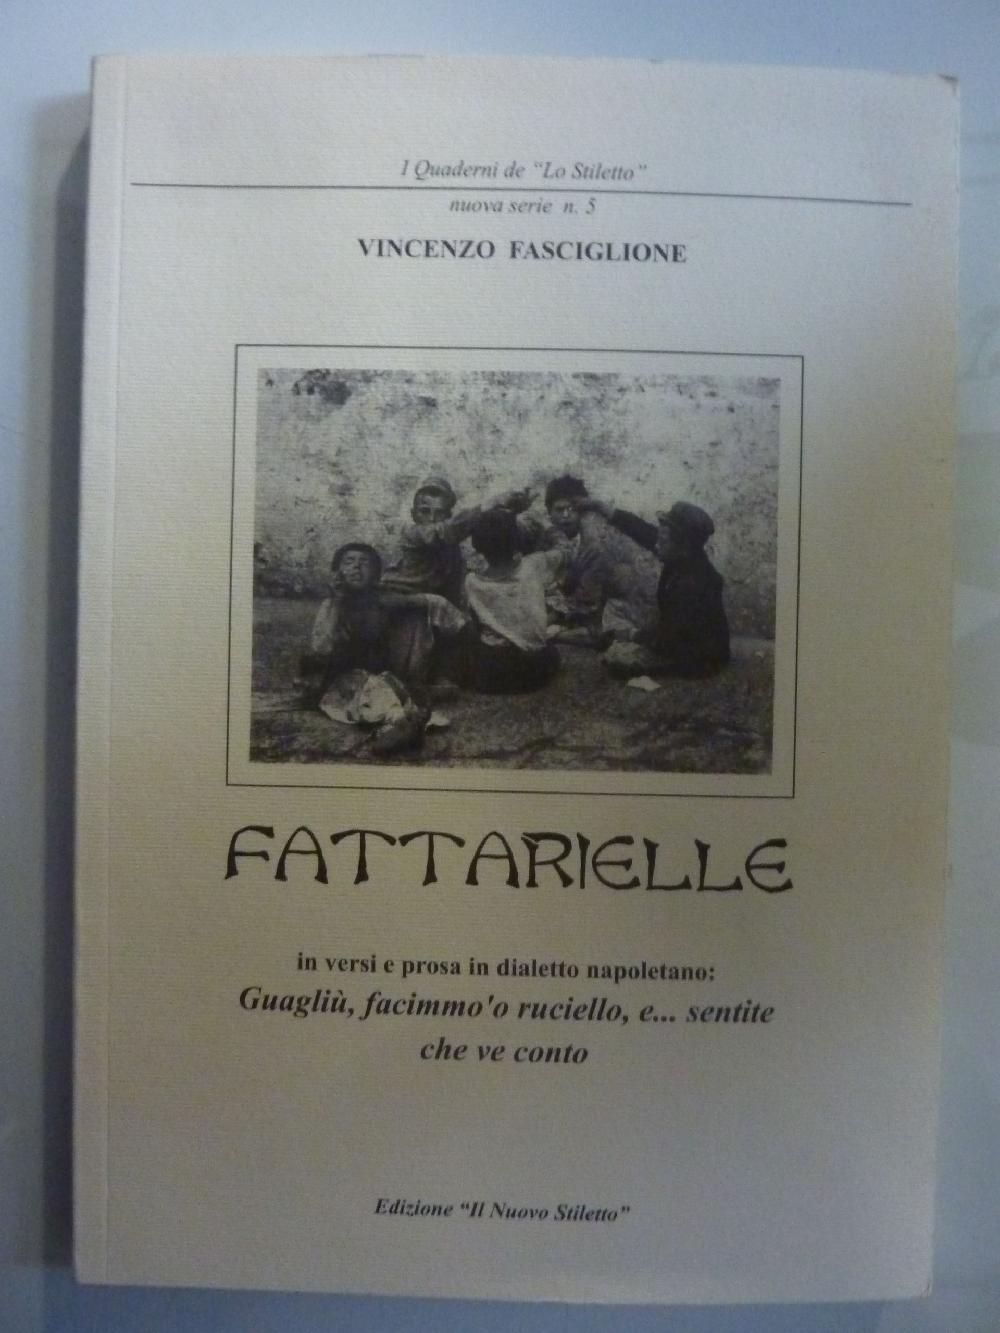 I Quaderni de "Lo Stiletto"
nuova serie n. 5
VINCENZO FASCIGLIONE
FATTARIELLE
in versi e prosa in dialetto napoletano:
Guagliù, facimmo'o ruciello, e... sentite
che ve conto
Edizione "Il Nuovo Stiletto"